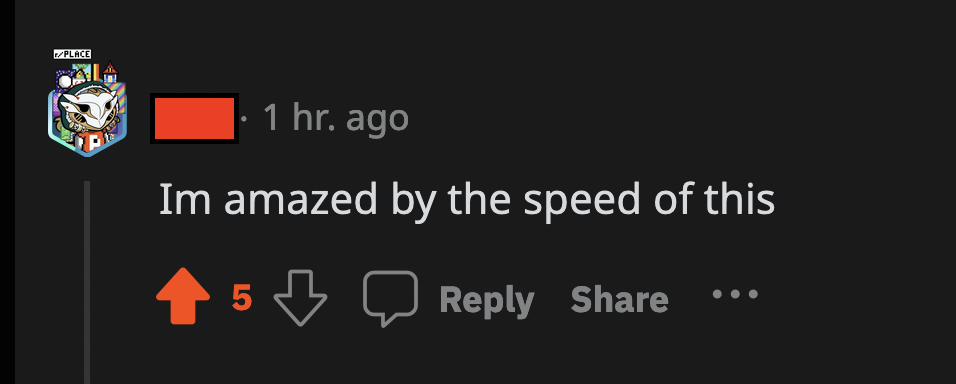 r/PLACE
· 1 hr. ago
Im amazed by the speed of this
5 Reply Share ...